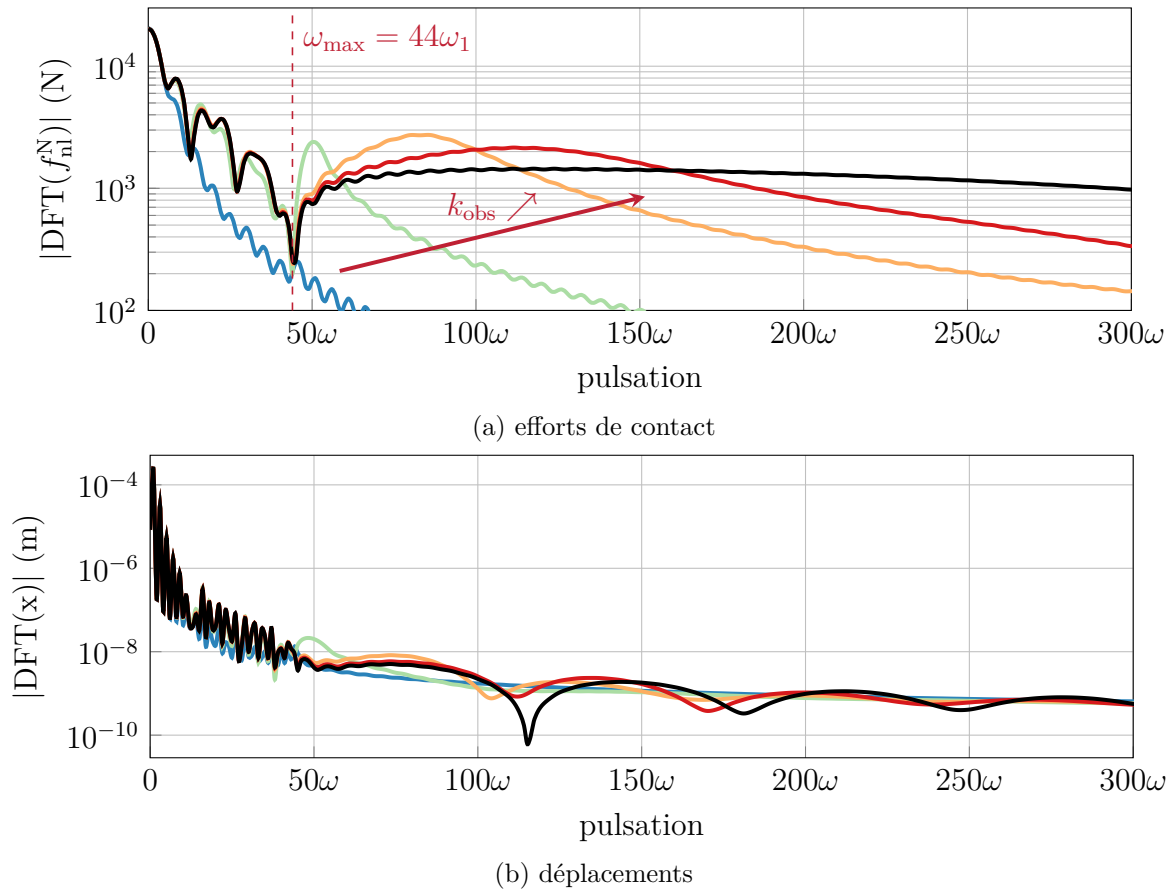 |DFT(f_nl^N)| (N)
10^4
10^3
10^2
ω_max = 44ω_1
k_obs ↗
0 50ω 100ω 150ω 200ω 250ω 300ω
pulsation
(a) efforts de contact
|DFT(x)| (m)
10^−4
10^−6
10^−8
10^−10
0 50ω 100ω 150ω 200ω 250ω 300ω
pulsation
(b) déplacements